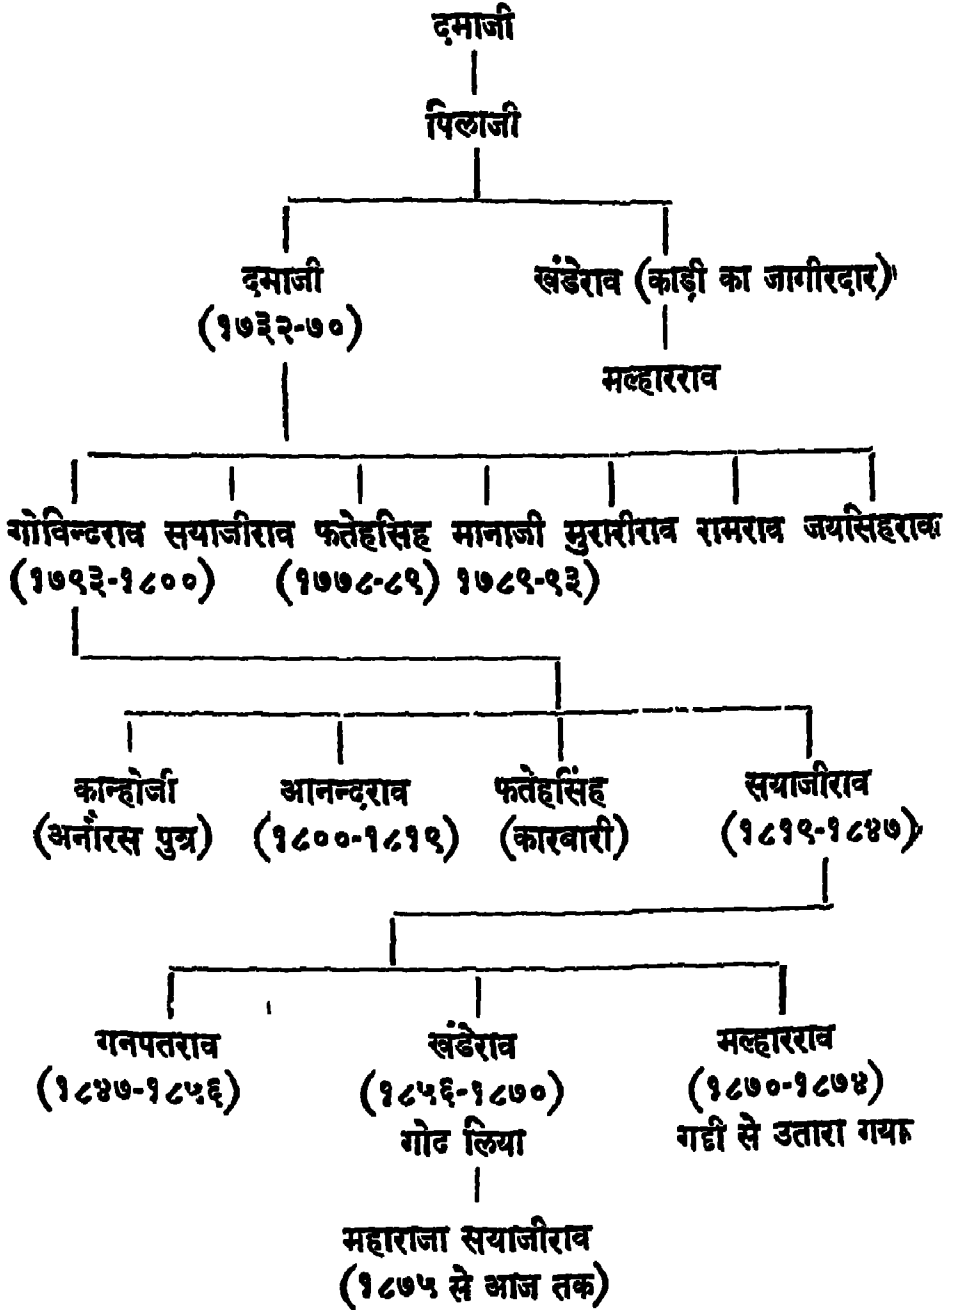 दमाजी
पिलाजी
दमाजी खंडेराव (काड़ी का जागीरदार)
(१७३२-७०)
मल्हारराव
गोविन्दराव सयाजीराव फतेहसिह मानाजी मुरारीराव रामराव जयसिहराव
(१७९३-१८००) (१७७८-८९) १७८९-९३)
कान्होजी आनन्दराव फतेहसिंह सयाजीराव
(अनौरस पुत्र) (१८००-१८१९) (कारबारी) (१८१९-१८४७)
गनपतराव खंडेराव मल्हारराव
(१८४७-१८५६) (१८५६-१८७०) (१८७०-१८७४)
गोद लिया गद्दी से उतारा गया
महाराजा सयाजीराव
(१८७५ से आज तक)